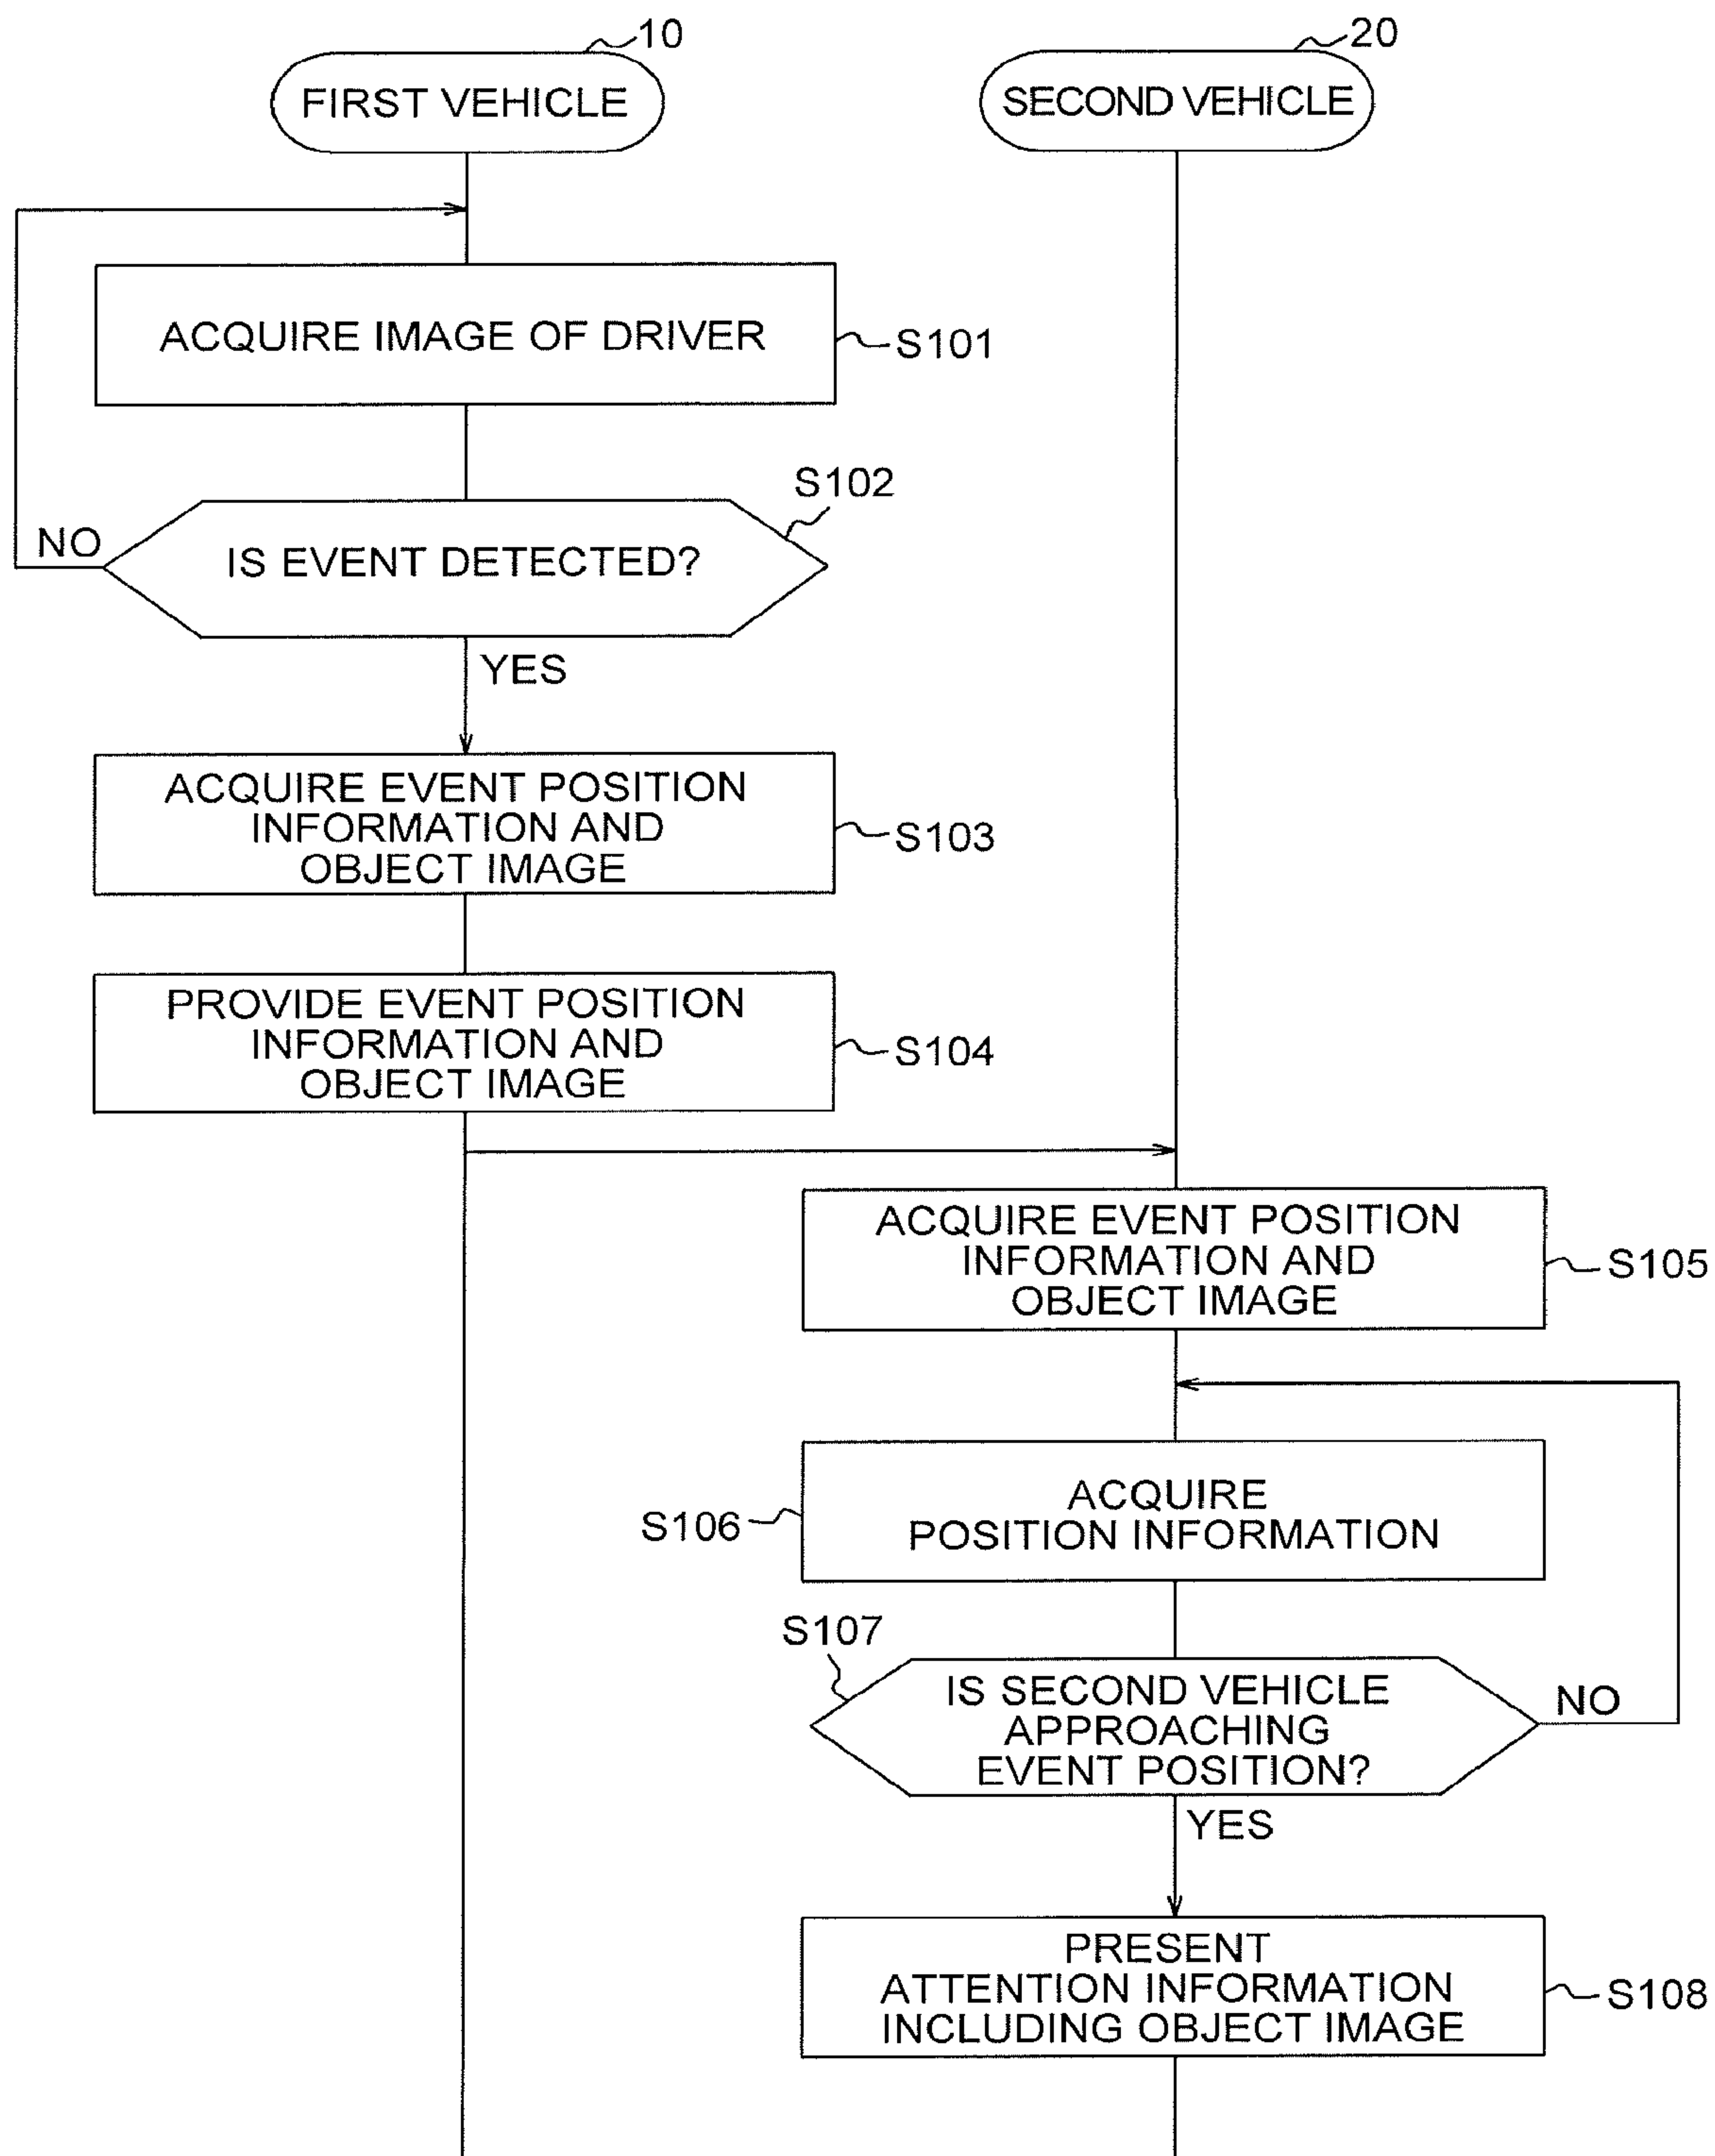 10
FIRST VEHICLE
20
SECOND VEHICLE
ACQUIRE IMAGE OF DRIVER
S101
S102
NO
IS EVENT DETECTED?
YES
ACQUIRE EVENT POSITION
INFORMATION AND
OBJECT IMAGE
S103
PROVIDE EVENT POSITION
INFORMATION AND
OBJECT IMAGE
S104
ACQUIRE EVENT POSITION
INFORMATION AND
OBJECT IMAGE
S105
ACQUIRE
POSITION INFORMATION
S106
S107
IS SECOND VEHICLE
APPROACHING
EVENT POSITION?
NO
YES
PRESENT
ATTENTION INFORMATION
INCLUDING OBJECT IMAGE
S108